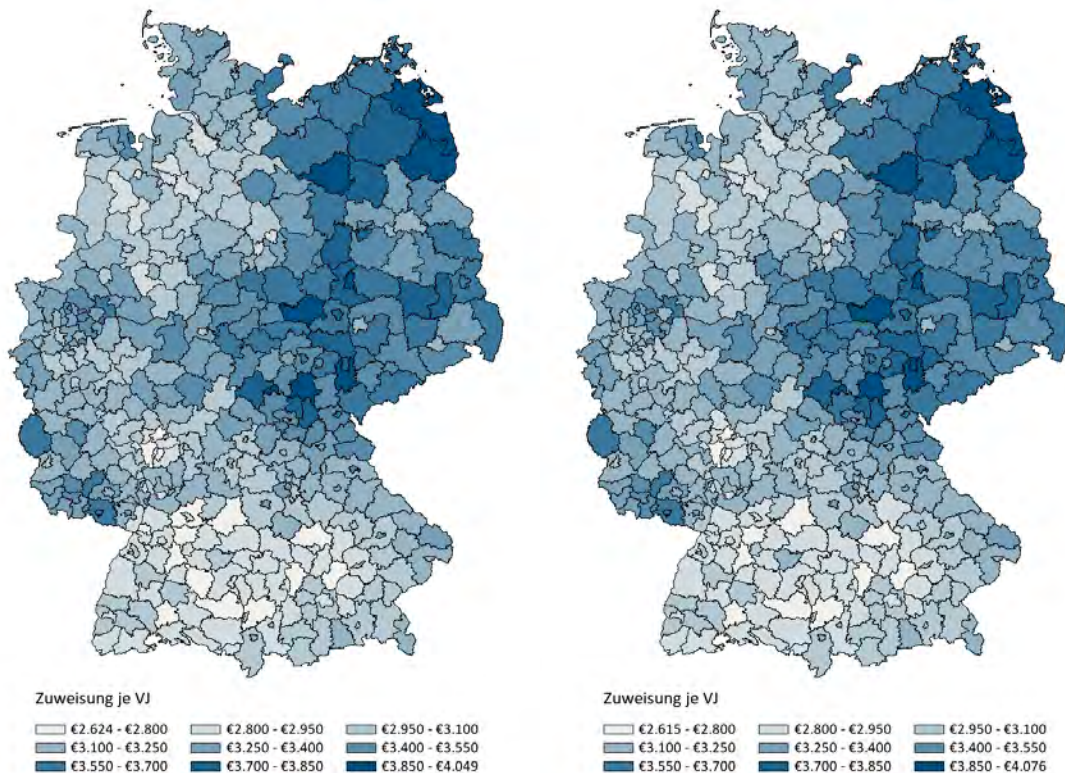 Zuweisung je VJ
€2.624 - €2.800 €2.800 - €2.950 €2.950 - €3.100
€3.100 - €3.250 €3.250 - €3.400 €3.400 - €3.550
€3.550 - €3.700 €3.700 - €3.850 €3.850 - €4.049
Zuweisung je VJ
€2.615 - €2.800 €2.800 - €2.950 €2.950 - €3.100
€3.100 - €3.250 €3.250 - €3.400 €3.400 - €3.550
€3.550 - €3.700 €3.700 - €3.850 €3.850 - €4.076